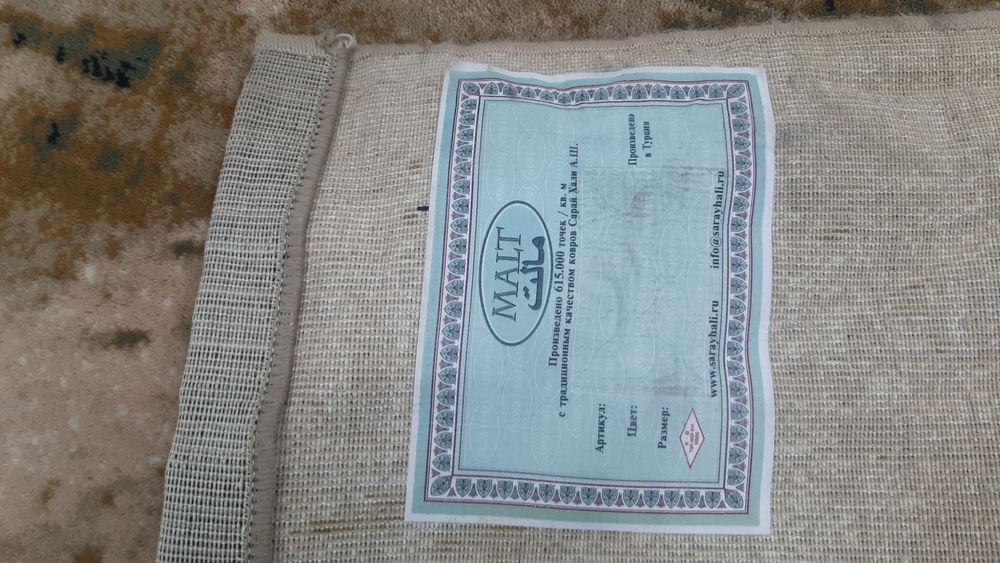 MALT
مالت
Произведено 615.000 точек / кв. м
с традиционным качеством ковров Сарай Хали А.Ш.
Артикул:
Цвет:
Размер:
Произведено
в Турции
www.sarayhali.ru
info@sarayhali.ru